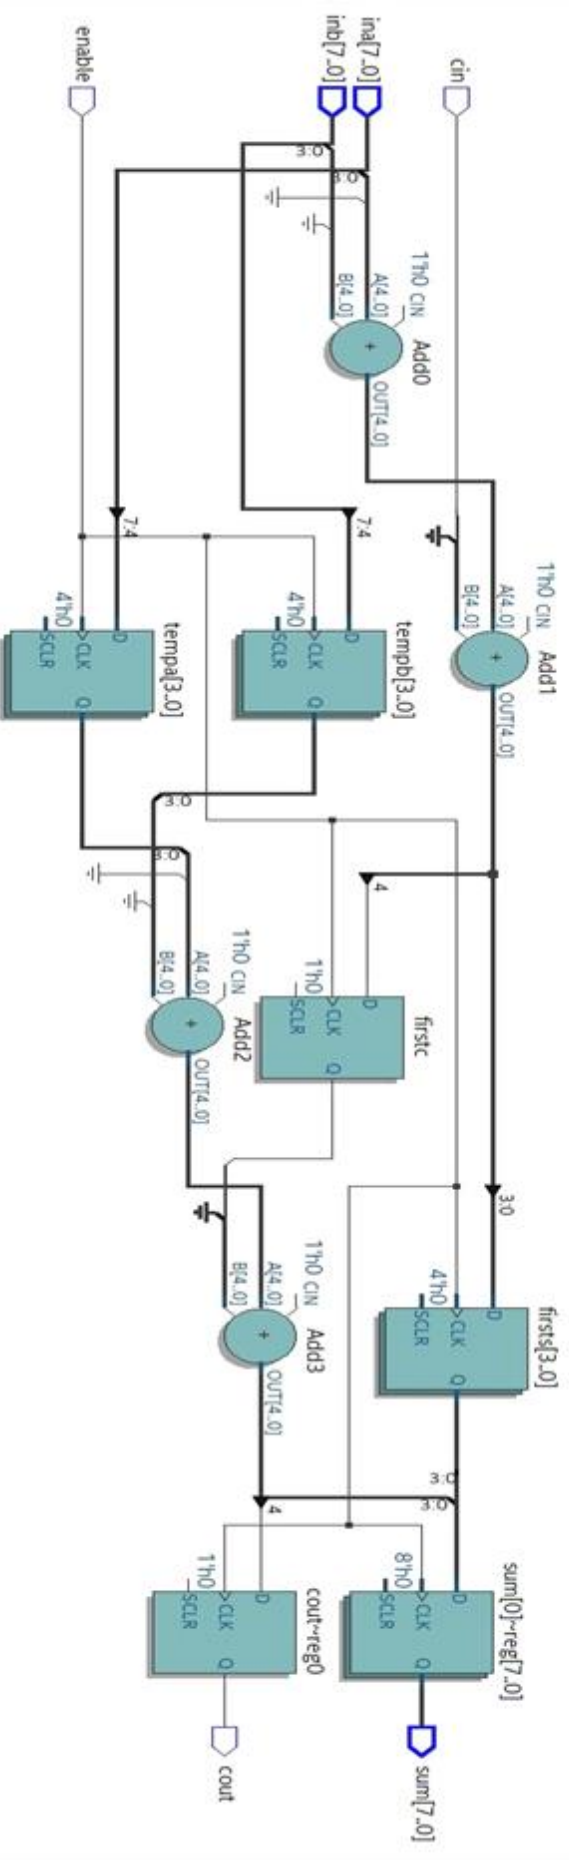 cin
ina[7..0]
inb[7..0]
enable
3:0
3:0
Add0
1'h0 CIN
A[4..0]
B[4..0]
OUT[4..0]
+
Add1
1'h0 CIN
A[4..0]
B[4..0]
OUT[4..0]
+
7:4
tempb[3..0]
D
CLK
4'h0
SCLR
Q
7:4
tempa[3..0]
D
CLK
4'h0
SCLR
Q
3:0
3:0
4
firstc
D
CLK
1'h0
SCLR
Q
Add2
1'h0 CIN
A[4..0]
B[4..0]
OUT[4..0]
+
3:0
firsts[3..0]
D
CLK
4'h0
SCLR
Q
Add3
1'h0 CIN
A[4..0]
B[4..0]
OUT[4..0]
+
3:0
3:0
4
sum[0]~reg[7..0]
D
CLK
8'h0
SCLR
Q
sum[7..0]
cout~reg0
D
CLK
1'h0
SCLR
Q
cout